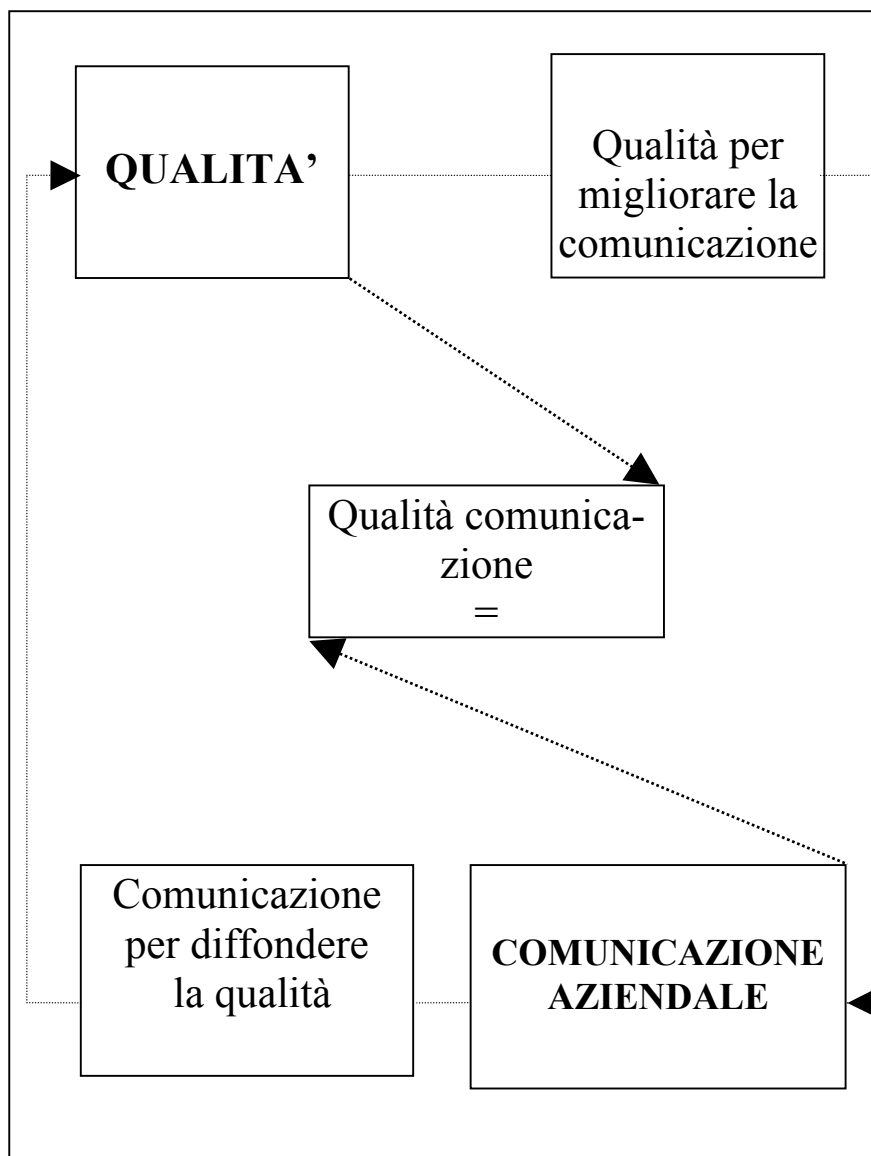 QUALITA’
Qualità per
migliorare la
comunicazione
Qualità comunica-
zione
=
Comunicazione
per diffondere
la qualità
COMUNICAZIONE
AZIENDALE